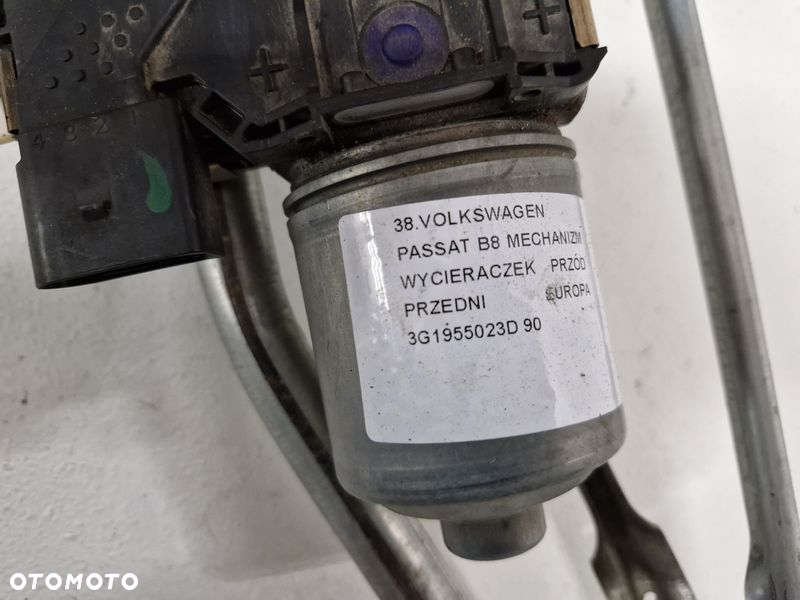 4 3 2 1
38.VOLKSWAGEN
PASSAT B8 MECHANIZM
WYCIERACZEK PRZÓD
PRZEDNI EUROPA
3G1955023D 90
OTOMOTO